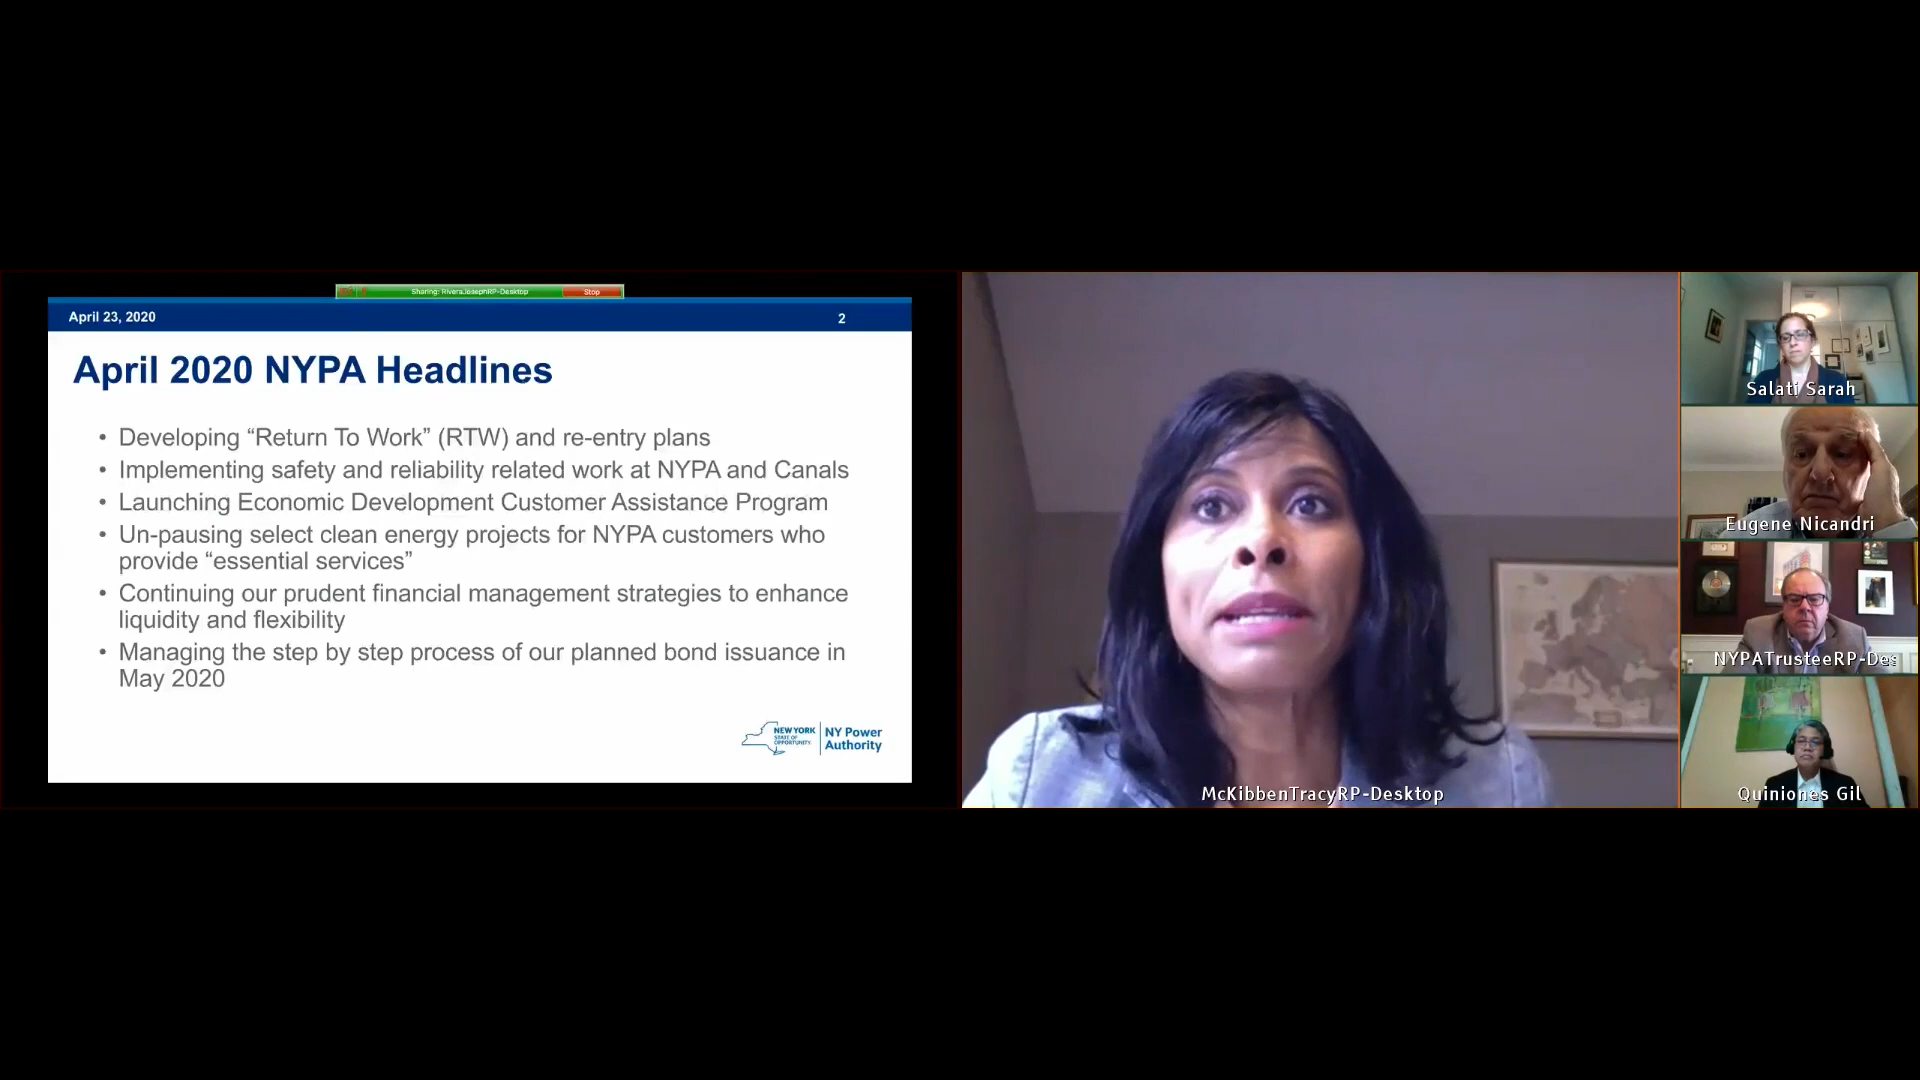 Sharing: RiveraJosephRP-Desktop Stop
April 23, 2020 2
April 2020 NYPA Headlines
• Developing “Return To Work” (RTW) and re-entry plans
• Implementing safety and reliability related work at NYPA and Canals
• Launching Economic Development Customer Assistance Program
• Un-pausing select clean energy projects for NYPA customers who
provide “essential services”
• Continuing our prudent financial management strategies to enhance
liquidity and flexibility
• Managing the step by step process of our planned bond issuance in
May 2020
NEW YORK
STATE OF
OPPORTUNITY.
NY Power
Authority
McKibbenTracyRP-Desktop
Salati Sarah
Eugene Nicandri
NYPATrusteeRP-Des
Quiniones Gil